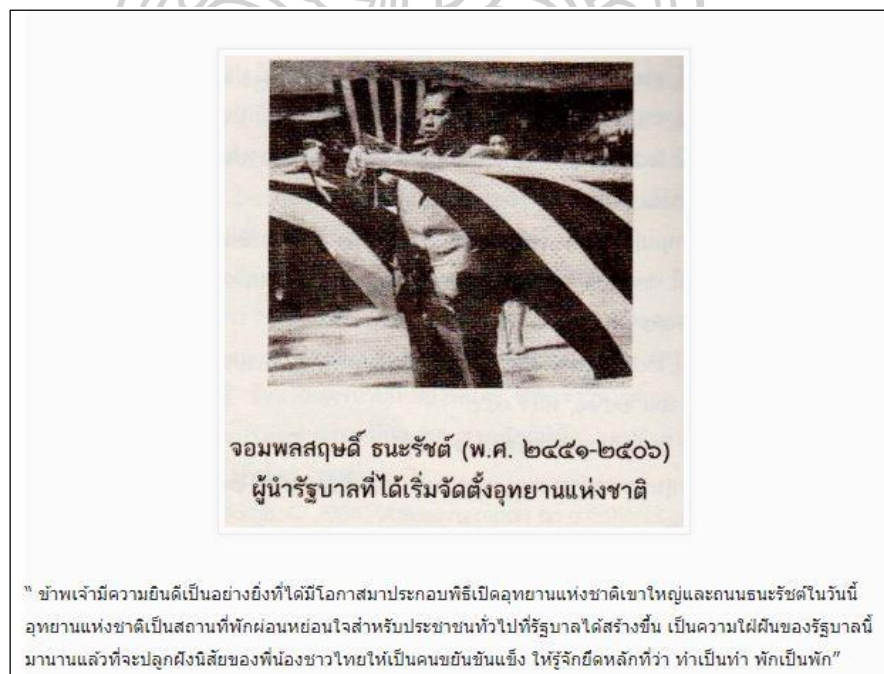 จอมพลสฤษดิ์ ธนะรัชต์ (พ.ศ. ๒๔๕๑-๒๕๐๖)
ผู้นำรัฐบาลที่ได้เริ่มจัดตั้งอุทยานแห่งชาติ
“ ข้าพเจ้ามีความยินดีเป็นอย่างยิ่งที่ได้มีโอกาสมาประกอบพิธีเปิดอุทยานแห่งชาติเขาใหญ่และถนนธนะรัชต์ในวันนี้
อุทยานแห่งชาติเป็นสถานที่พักผ่อนหย่อนใจสำหรับประชาชนทั่วไปที่รัฐบาลได้สร้างขึ้น เป็นความใฝ่ฝันของรัฐบาลนี้
มานานแล้วที่จะปลูกฝังนิสัยของพี่น้องชาวไทยให้เป็นคนขยันขันแข็ง ให้รู้จักยึดหลักที่ว่า ทำเป็นทำ พักเป็นพัก”